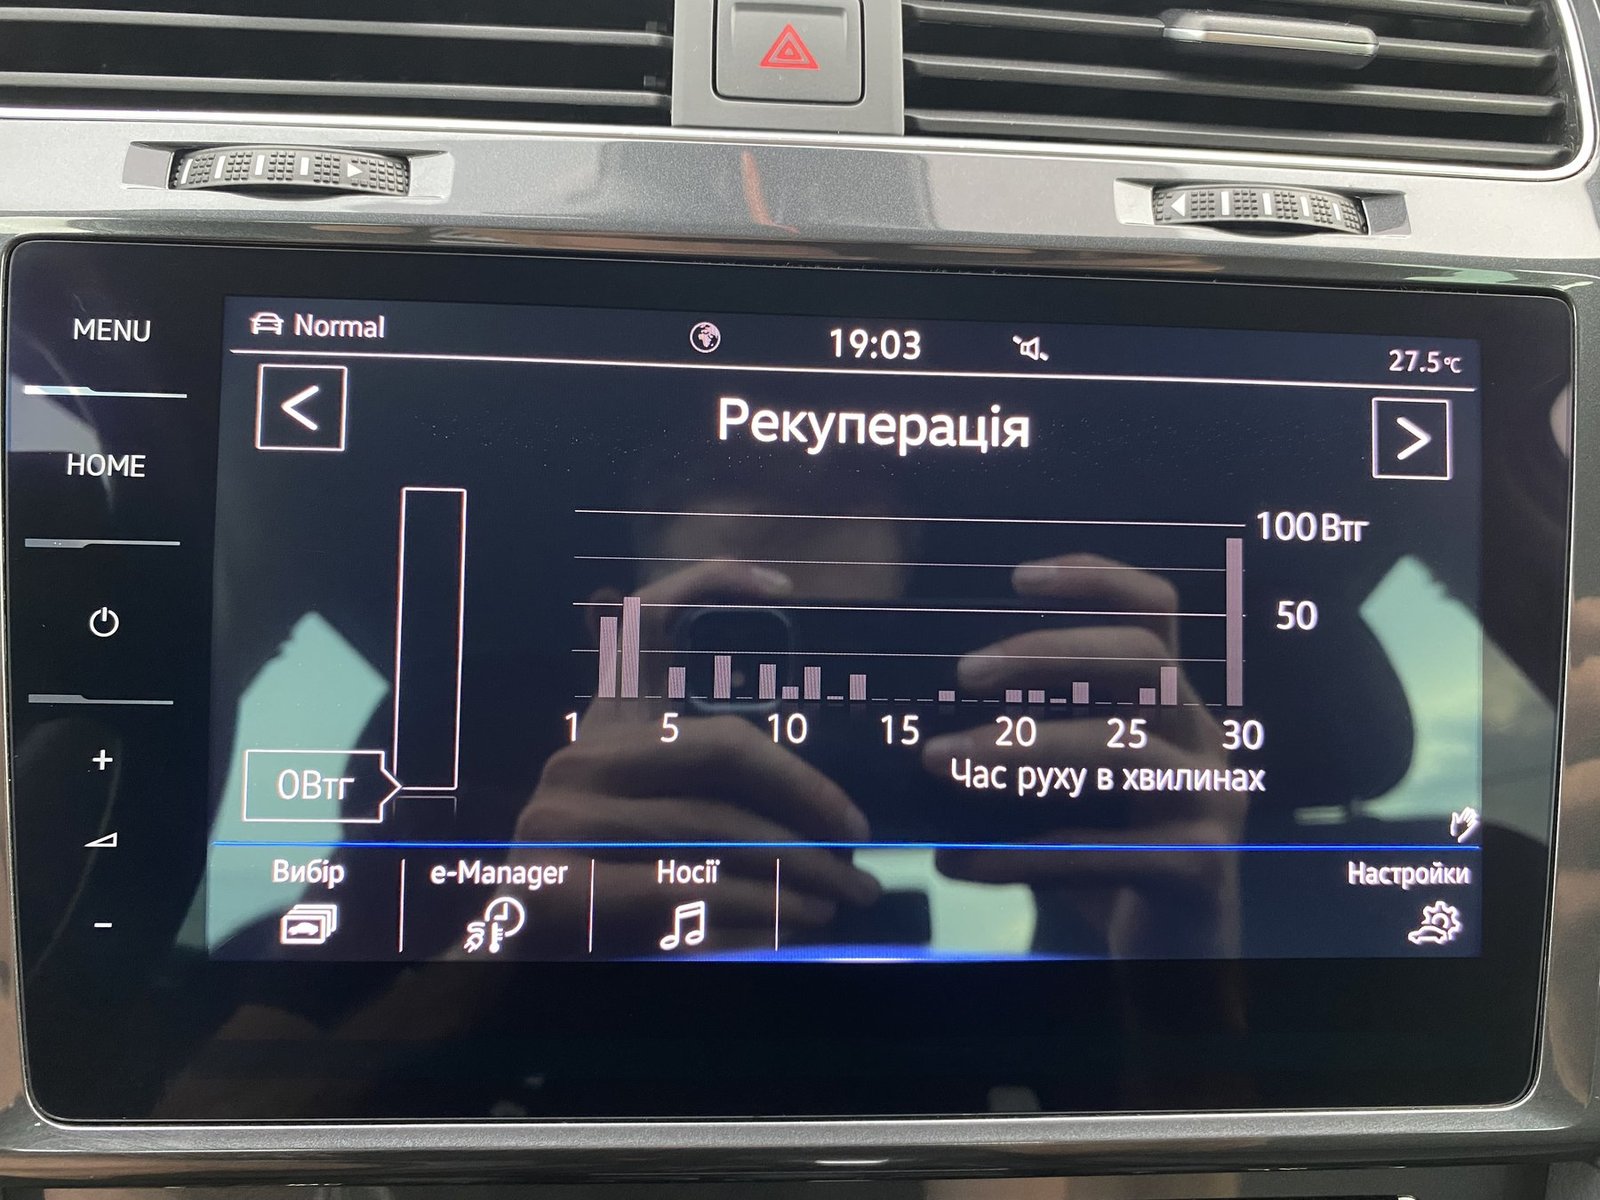 MENU
HOME
+
−
Normal
19:03
27.5°C
<
Рекуперація
>
100Втг
50
1 5 10 15 20 25 30
Час руху в хвилинах
0Втг
Вибір
e-Manager
Носії
Настройки